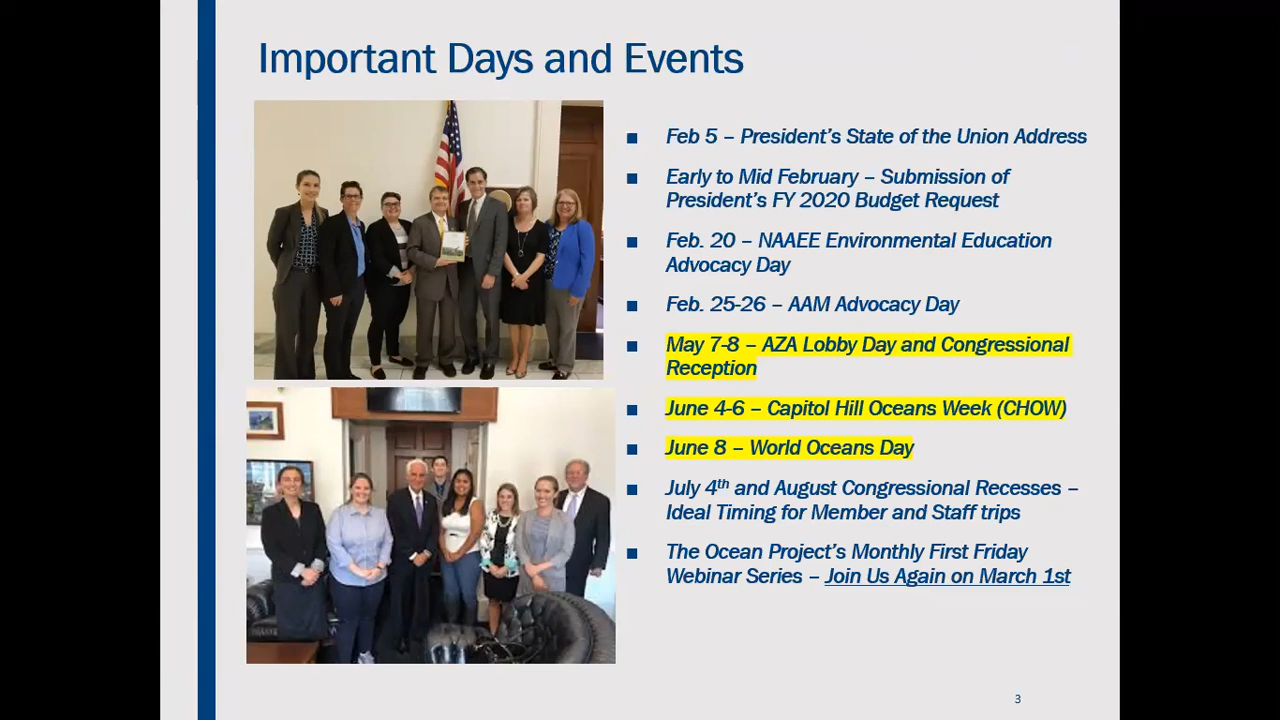 Important Days and Events
■ Feb 5 – President's State of the Union Address
■ Early to Mid February – Submission of
President's FY 2020 Budget Request
■ Feb. 20 – NAAEE Environmental Education
Advocacy Day
■ Feb. 25-26 – AAM Advocacy Day
■ May 7-8 – AZA Lobby Day and Congressional
Reception
■ June 4-6 – Capitol Hill Oceans Week (CHOW)
■ June 8 – World Oceans Day
■ July 4th and August Congressional Recesses –
Ideal Timing for Member and Staff trips
■ The Ocean Project's Monthly First Friday
Webinar Series – Join Us Again on March 1st
3